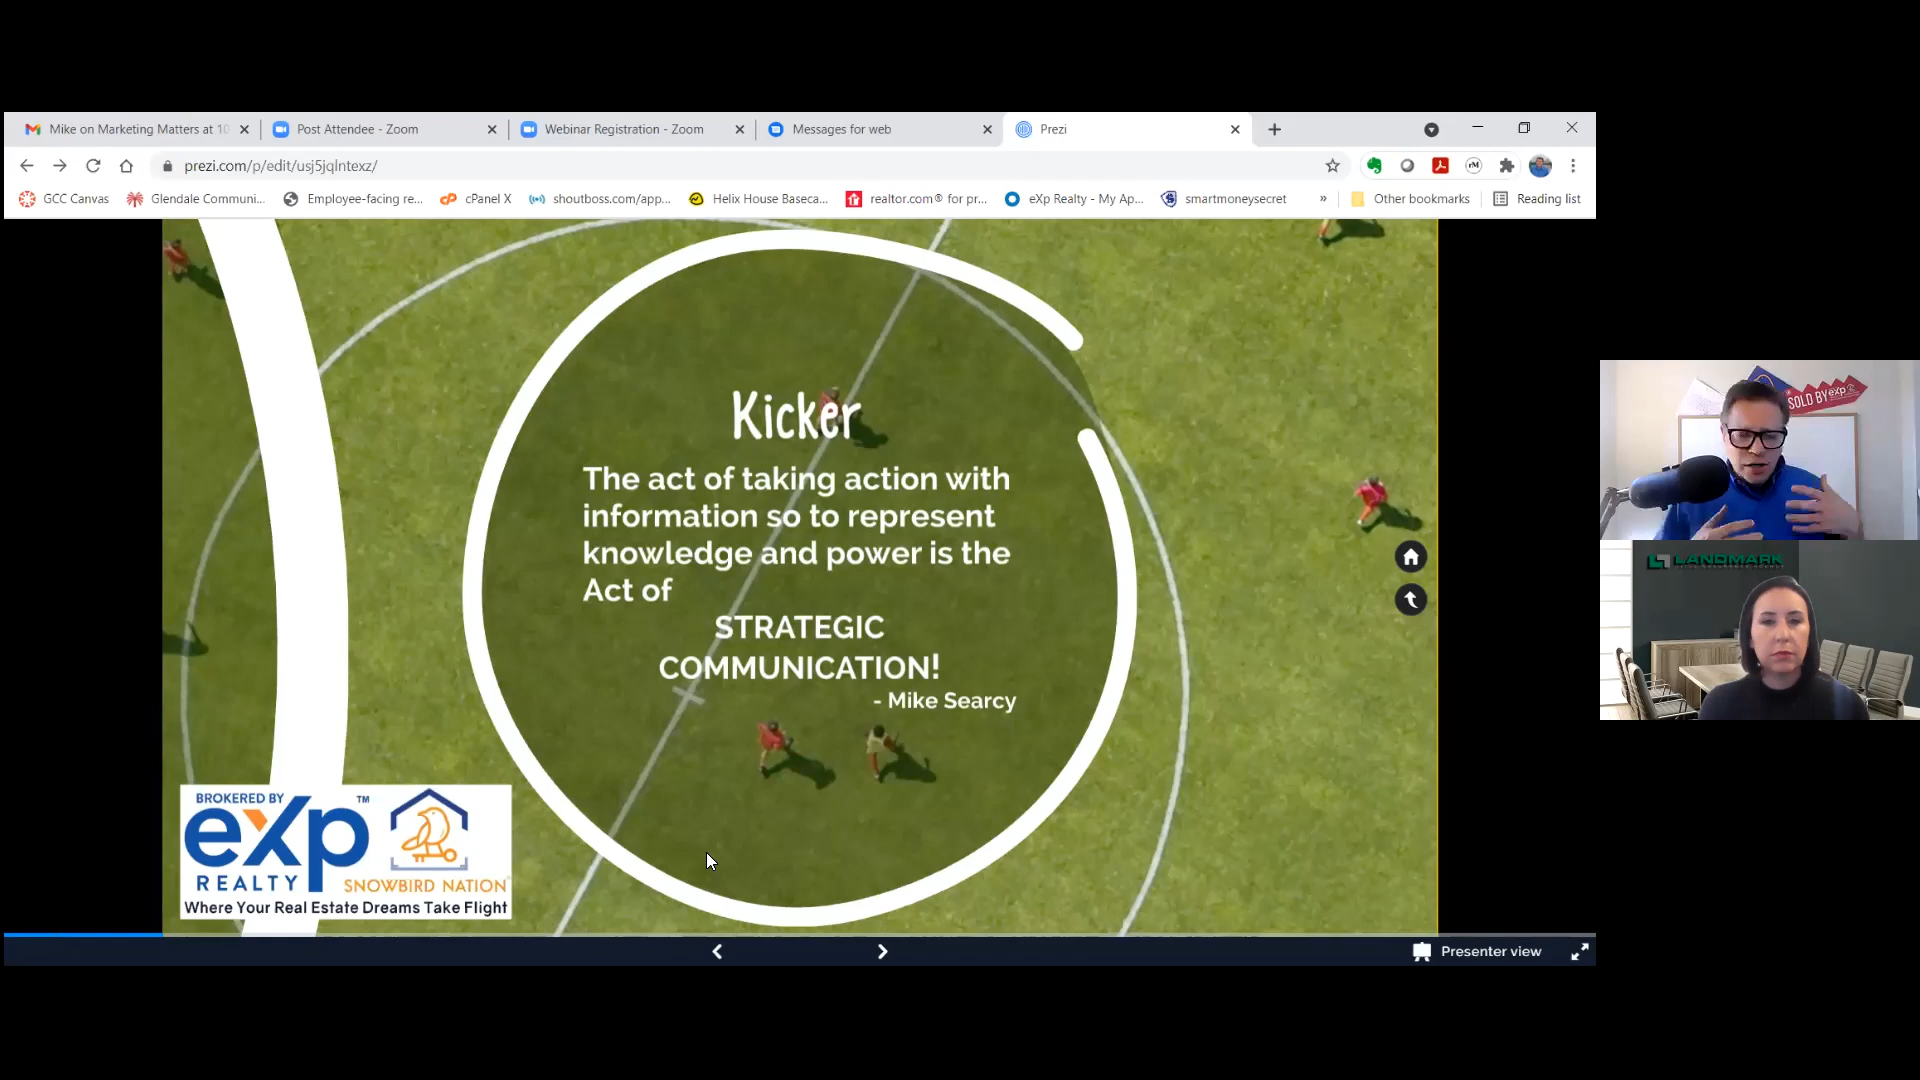 Mike on Marketing Matters at 10
Post Attendee - Zoom
Webinar Registration - Zoom
Messages for web
Prezi
prezi.com/p/edit/usj5jqlntexz/
GCC Canvas
Glendale Communi...
Employee-facing re...
cPanel X
shoutboss.com/app...
Helix House Baseca...
realtor.com® for pr...
eXp Realty - My Ap...
smartmoneysecret
»
Other bookmarks
Reading list
Kicker
The act of taking action with
information so to represent
knowledge and power is the
Act of
STRATEGIC
COMMUNICATION!
- Mike Searcy
BROKERED BY
eXp™
REALTY
SNOWBIRD NATION
Where Your Real Estate Dreams Take Flight
Presenter view
SOLD BY eXp
LANDMARK